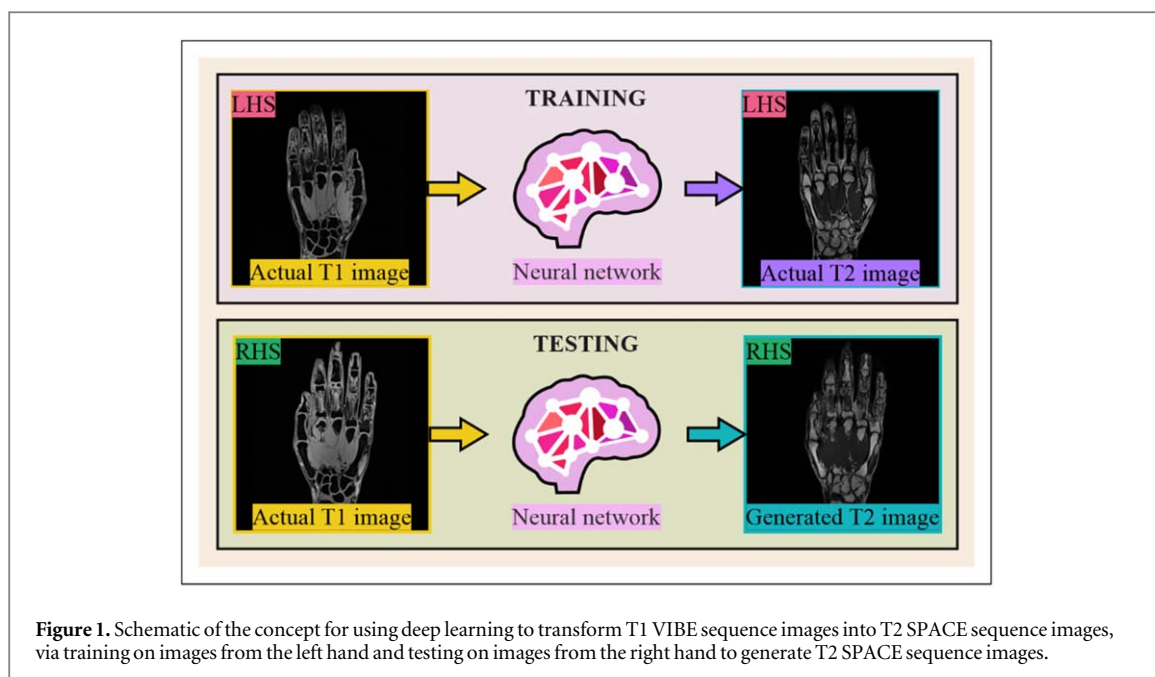 TRAINING
LHS
LHS
Actual T1 image
Neural network
Actual T2 image
TESTING
RHS
RHS
Actual T1 image
Neural network
Generated T2 image
Figure 1. Schematic of the concept for using deep learning to transform T1 VIBE sequence images into T2 SPACE sequence images,
via training on images from the left hand and testing on images from the right hand to generate T2 SPACE sequence images.